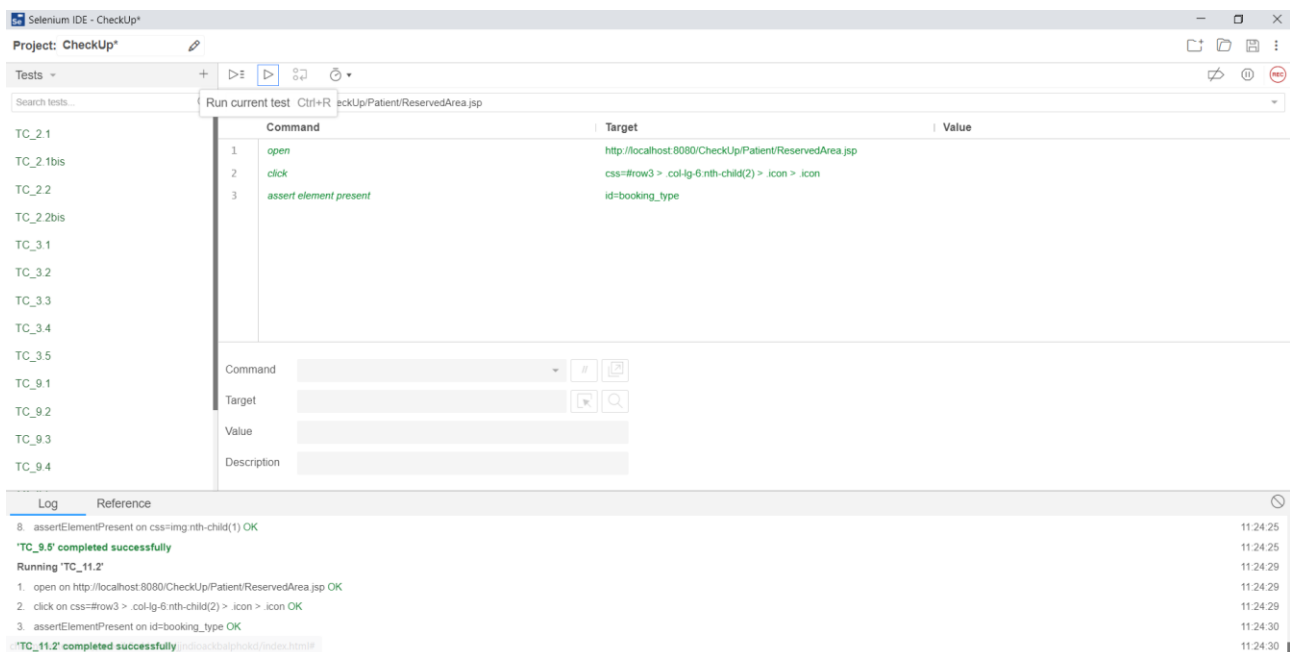 Selenium IDE - CheckUp*
Project: CheckUp*
Tests
Search tests...
Run current test Ctrl+R
eckUp/Patient/ReservedArea.jsp
Command Target Value
1 open http://localhost:8080/CheckUp/Patient/ReservedArea.jsp
2 click css=#row3 > .col-lg-6:nth-child(2) > .icon > .icon
3 assert element present id=booking_type
TC_2.1
TC_2.1bis
TC_2.2
TC_2.2bis
TC_3.1
TC_3.2
TC_3.3
TC_3.4
TC_3.5
TC_9.1
TC_9.2
TC_9.3
TC_9.4
REC
Command
//
Target
Value
Description
Log Reference
8. assertElementPresent on css=img:nth-child(1) OK 11:24:25
'TC_9.5' completed successfully 11:24:25
Running 'TC_11.2' 11:24:29
1. open on http://localhost:8080/CheckUp/Patient/ReservedArea.jsp OK 11:24:29
2. click on css=#row3 > .col-lg-6:nth-child(2) > .icon > .icon OK 11:24:29
3. assertElementPresent on id=booking_type OK 11:24:30
'TC_11.2' completed successfully 11:24:30